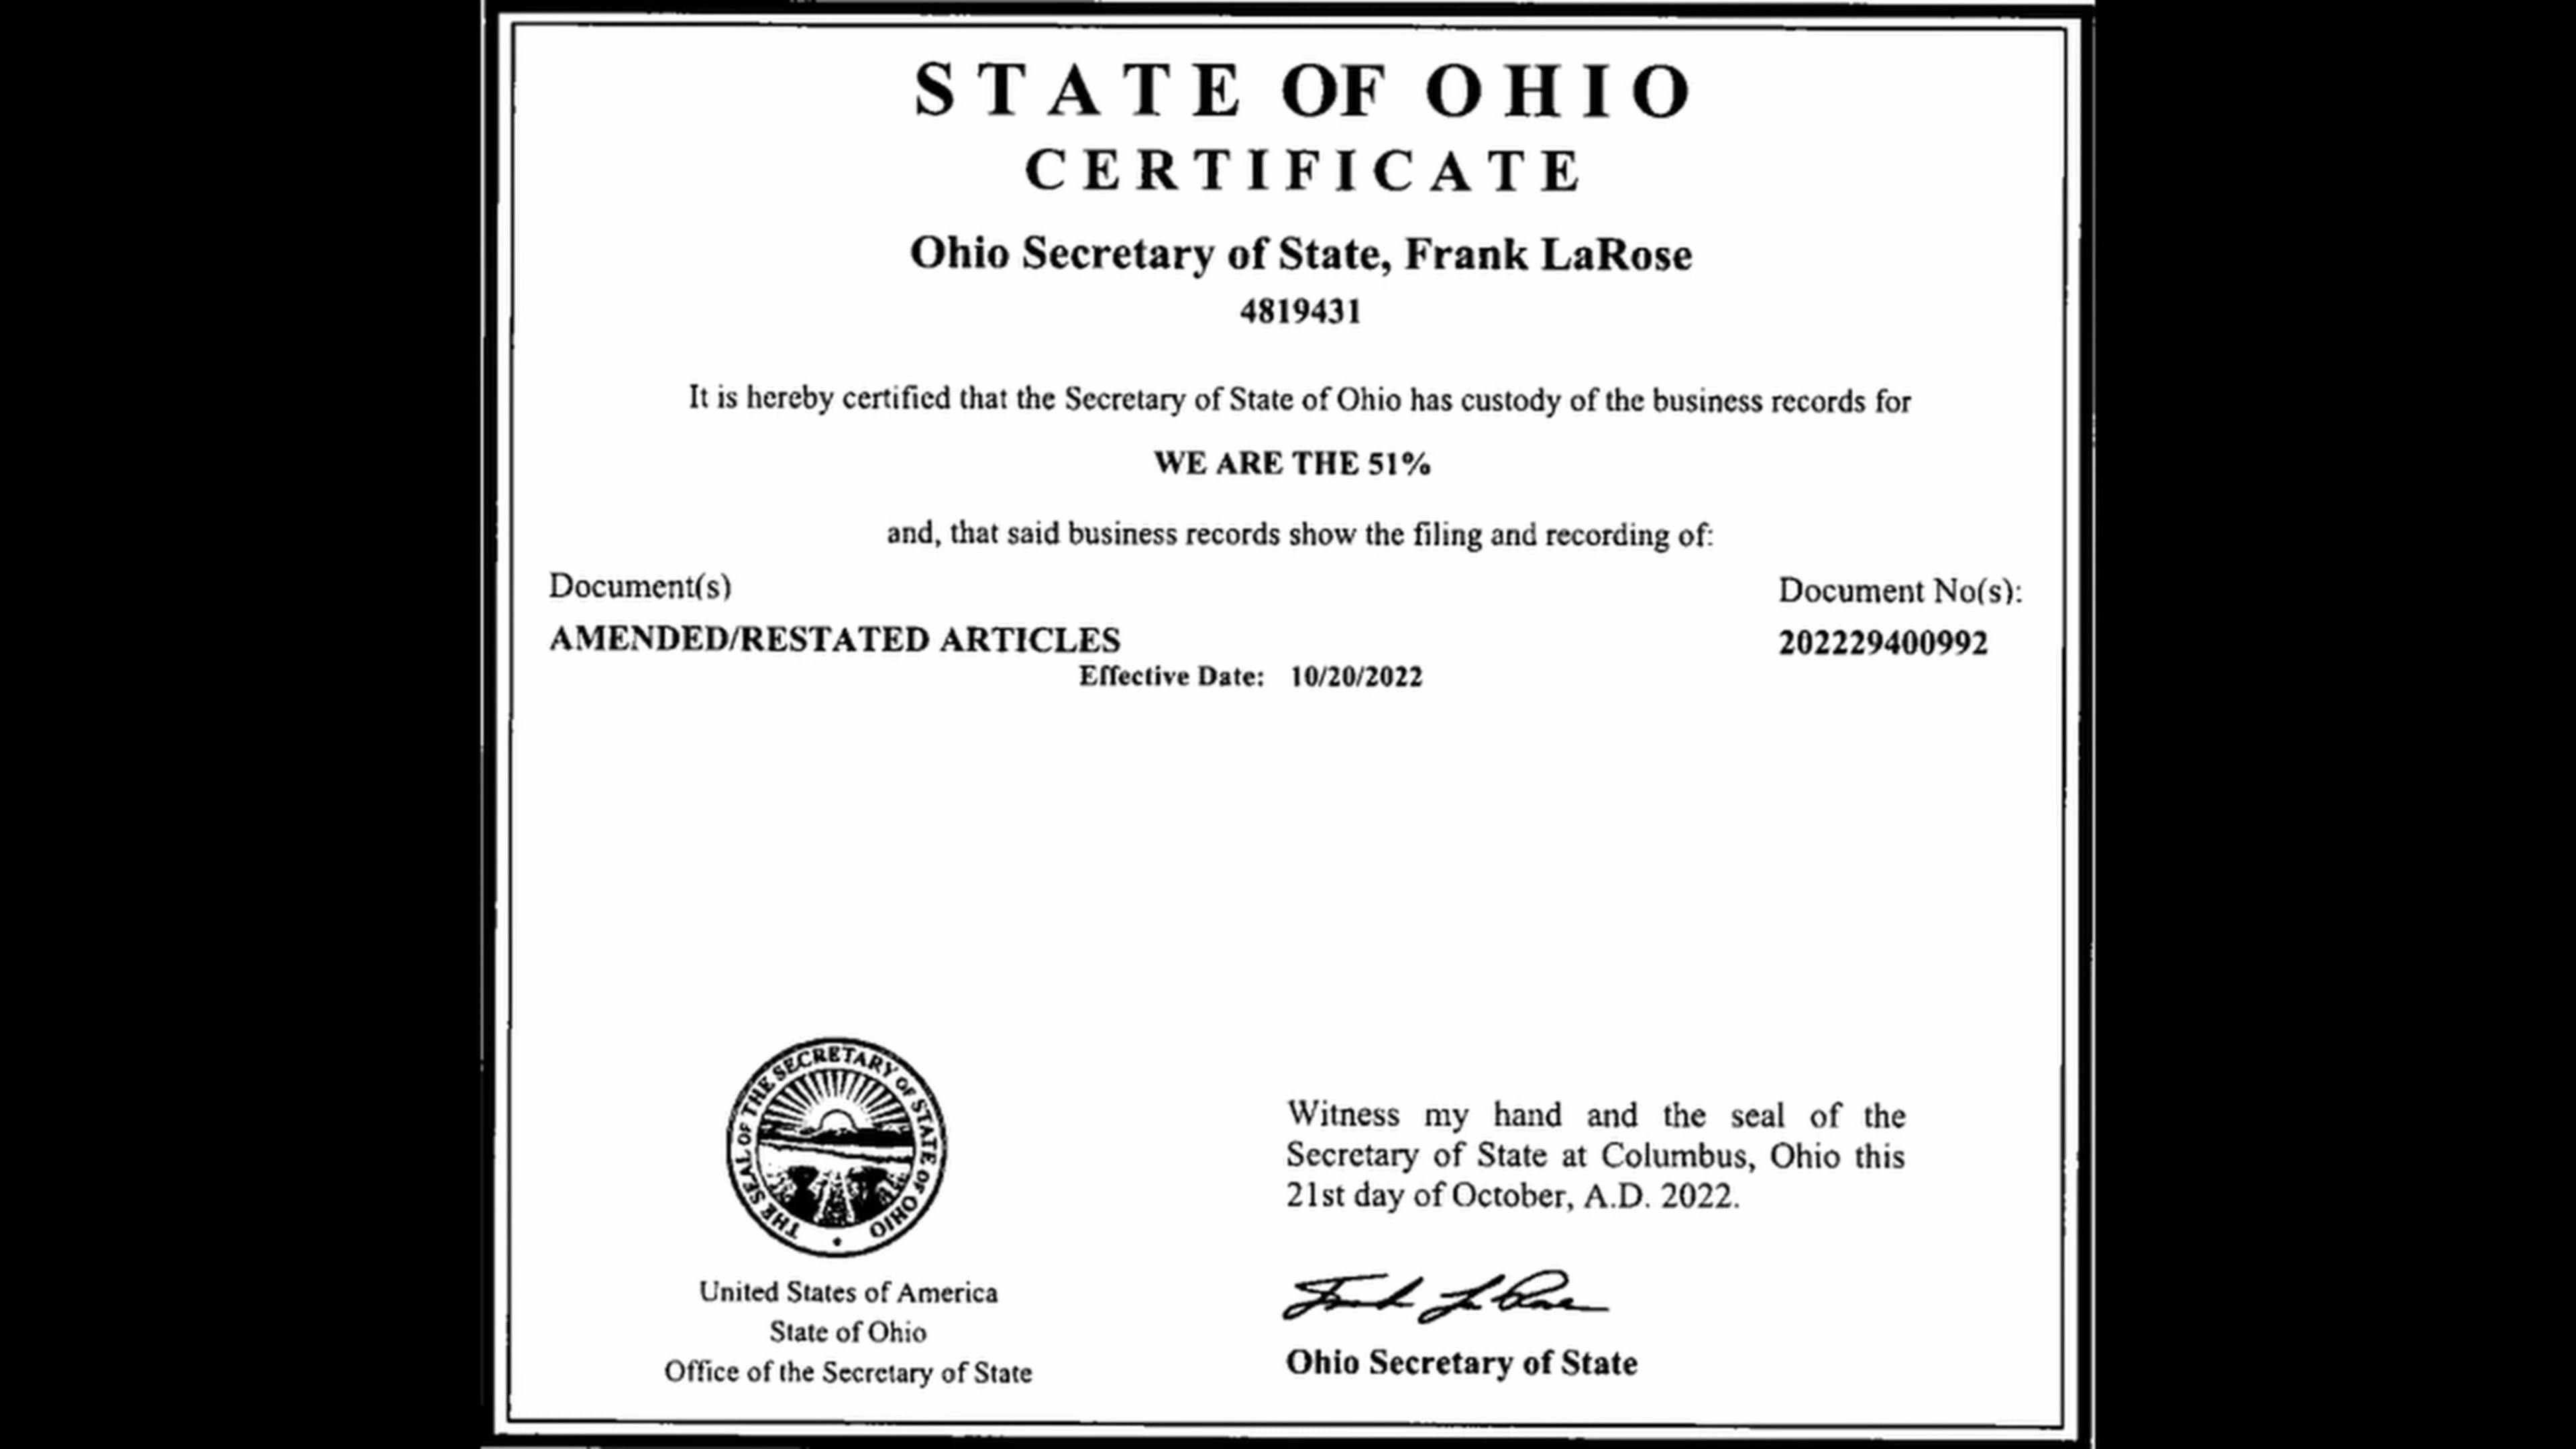 STATE OF OHIO
CERTIFICATE
Ohio Secretary of State, Frank LaRose
4819431
It is hereby certified that the Secretary of State of Ohio has custody of the business records for
WE ARE THE 51%
and, that said business records show the filing and recording of:
Document(s) Document No(s):
AMENDED/RESTATED ARTICLES 202229400992
Effective Date: 10/20/2022
THE SEAL OF THE SECRETARY OF STATE OF OHIO
United States of America
State of Ohio
Office of the Secretary of State
Witness my hand and the seal of the
Secretary of State at Columbus, Ohio this
21st day of October, A.D. 2022.
Frank LaRose
Ohio Secretary of State